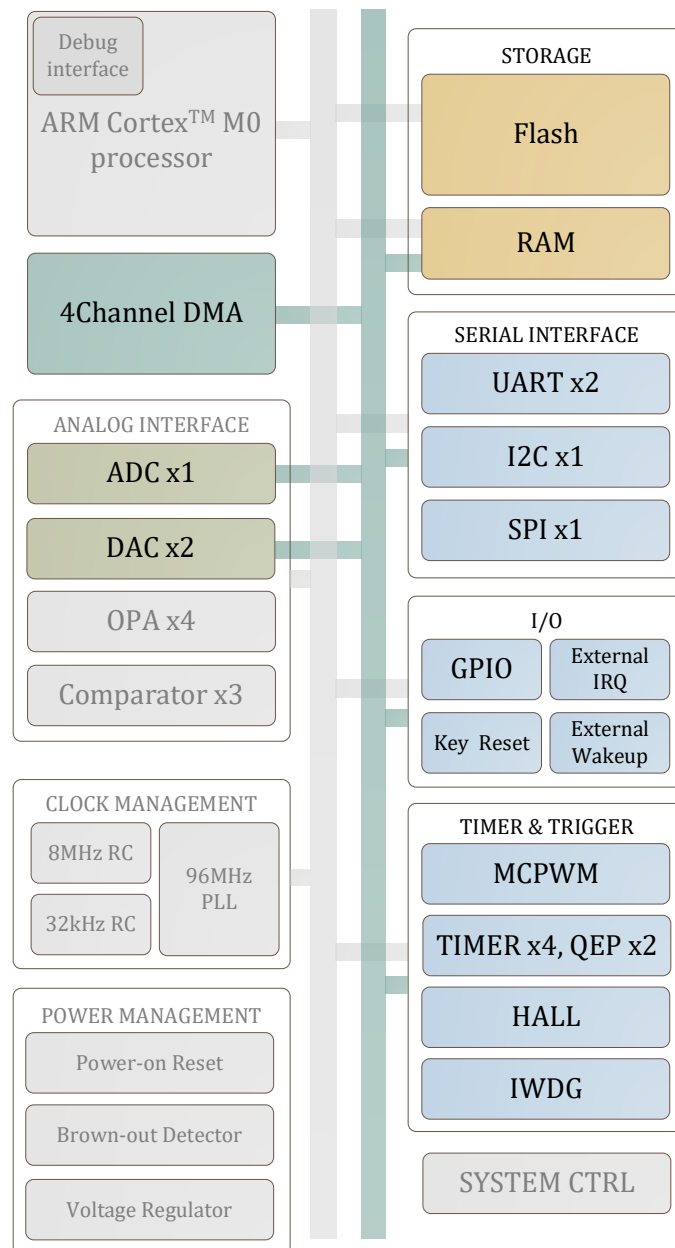 Debug
interface
ARM Cortex™ M0
processor
4Channel DMA
ANALOG INTERFACE
ADC x1
DAC x2
OPA x4
Comparator x3
CLOCK MANAGEMENT
8MHz RC
32kHz RC
96MHz
PLL
POWER MANAGEMENT
Power-on Reset
Brown-out Detector
Voltage Regulator
STORAGE
Flash
RAM
SERIAL INTERFACE
UART x2
I2C x1
SPI x1
I/O
GPIO
External
IRQ
Key Reset
External
Wakeup
TIMER & TRIGGER
MCPWM
TIMER x4, QEP x2
HALL
IWDG
SYSTEM CTRL